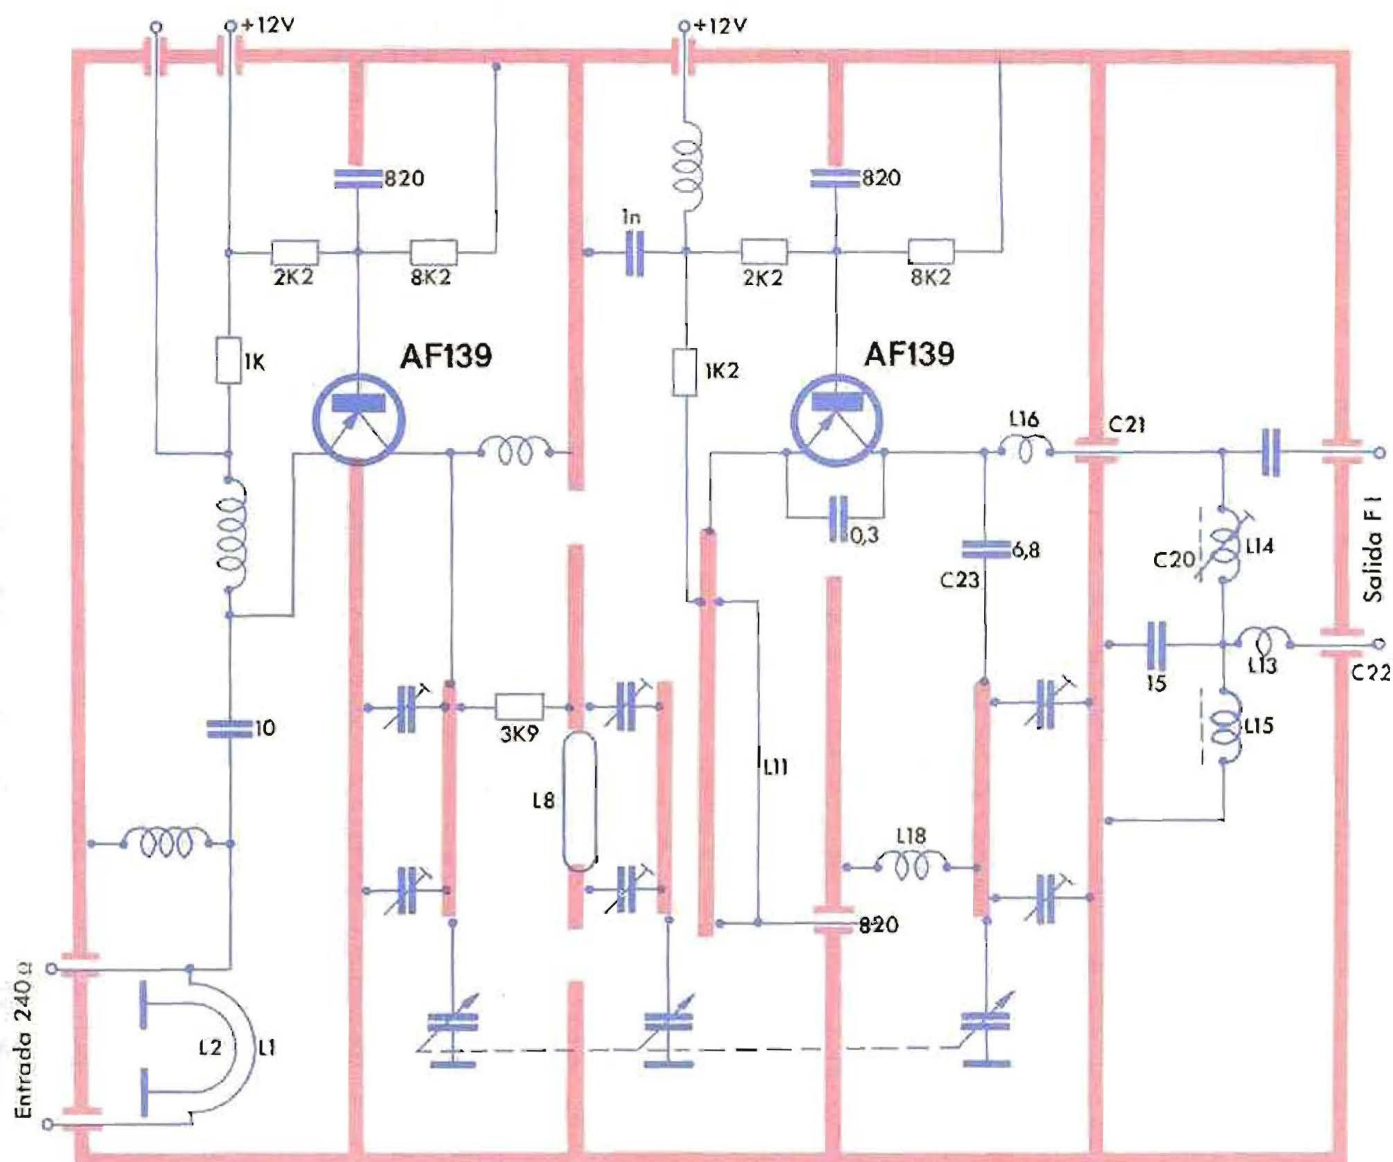 +12V
+12V
820
820
1n
2K2
8K2
2K2
8K2
1K
AF139
1K2
AF139
L16
C21
0,3
6,8
C23
C20
L14
Salida FI
15
L13
C22
10
3K9
L15
L8
L11
L18
820
Entrada 240Ω
L2
L1